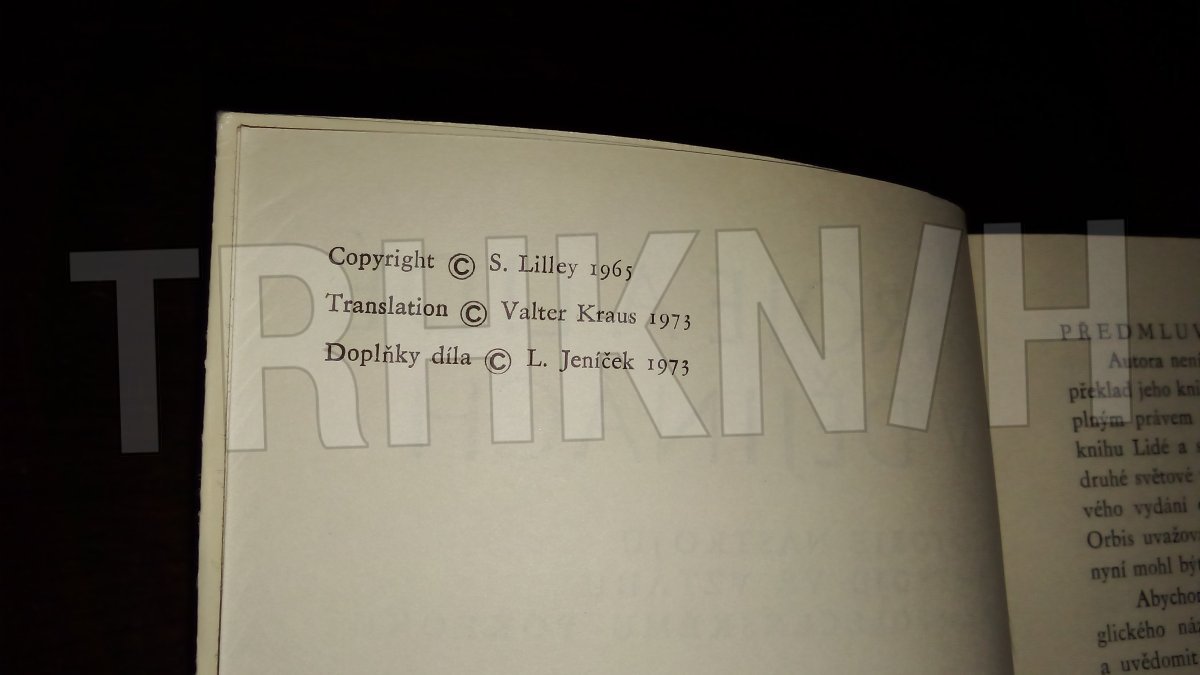 Copyright © S. Lilley 1965
Translation © Valter Kraus 1973
Doplňky díla © L. Jeníček 1973
TRHKNIH
PŘEDMLUV
Autora není
překlad jeho kni
plným právem
knihu Lidé a s
druhé světové
vého vydání
Orbis uvažov
nyní mohl být
Abychom
glického náz
a uvědomit